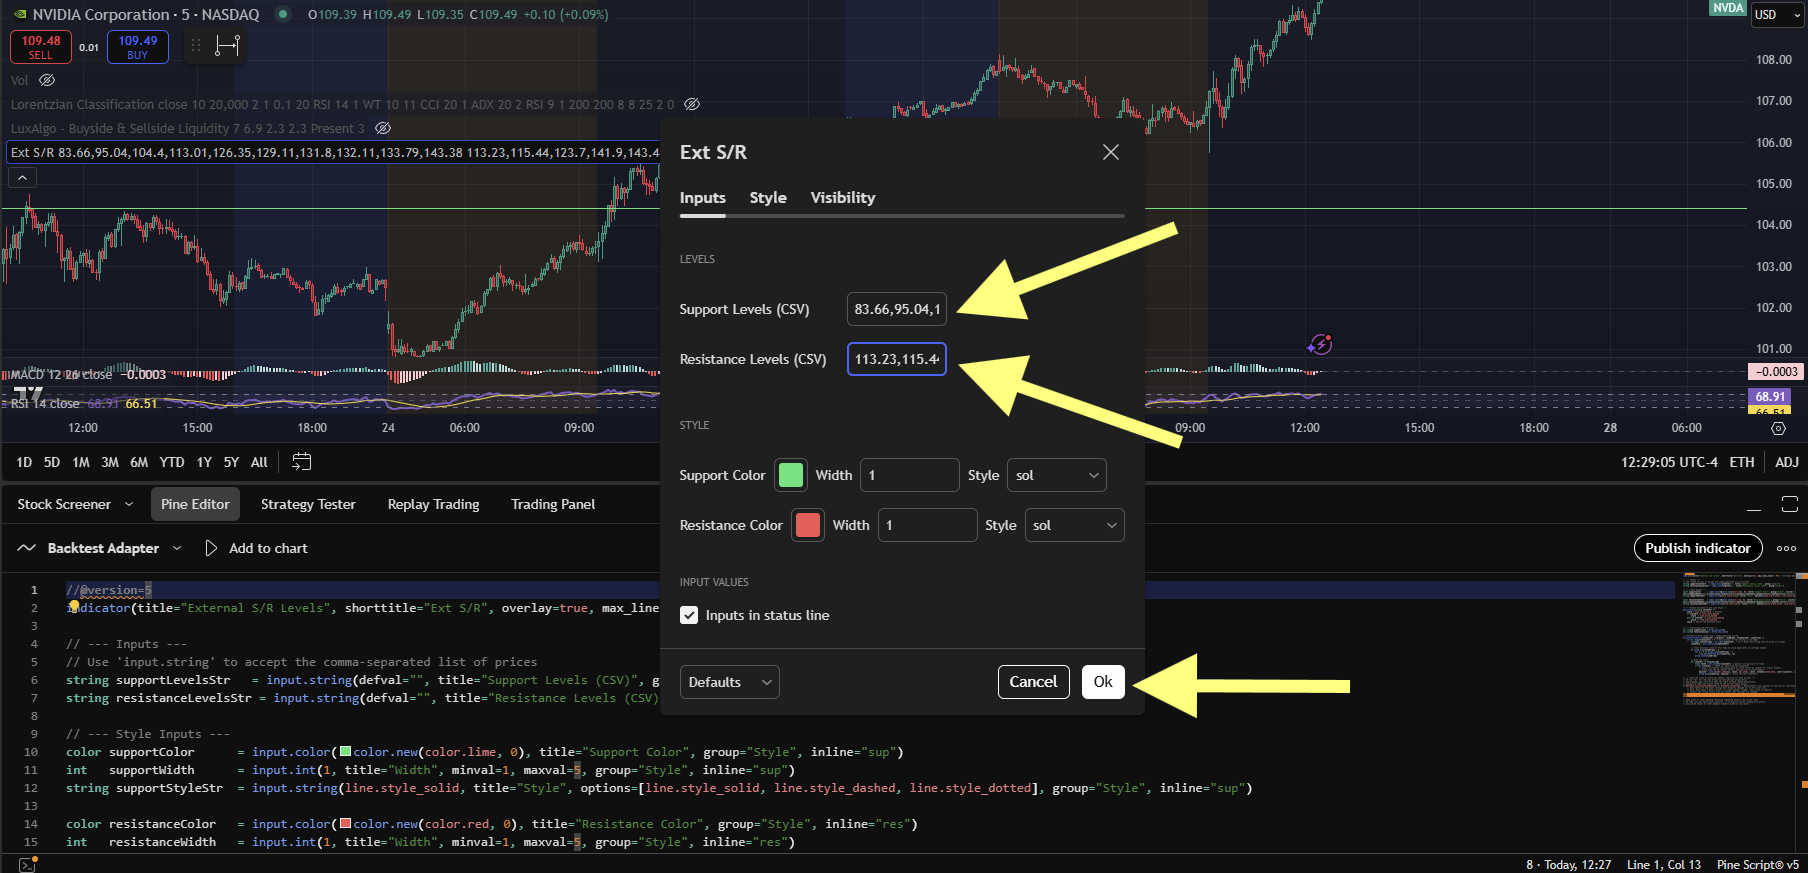 NVIDIA Corporation · 5 · NASDAQ O109.39 H109.49 L109.35 C109.49 +0.10 (+0.09%)
NVDA
USD
109.48
SELL
0.01
109.49
BUY
Vol
Lorentzian Classification close 10 20,000 2 1 0.1 20 RSI 14 1 WT 10 11 CCI 20 1 ADX 20 2 RSI 9 1 200 200 8 8 25 2 0
LuxAlgo - Buyside & Sellside Liquidity 7 6.9 2.3 2.3 Present 3
Ext S/R 83.66,95.04,104.4,113.01,126.35,129.11,131.8,132.11,133.79,143.38 113.23,115.44,123.7,141.9,143.4
108.00
107.00
106.00
105.00
104.00
103.00
102.00
101.00
−0.0003
68.91
66.51
MACD 12 26 close −0.0003
RSI 14 close 68.91 66.51
12:00 15:00 18:00 24 06:00 09:00 09:00 12:00 15:00 18:00 28 06:00
Ext S/R
Inputs Style Visibility
LEVELS
Support Levels (CSV) 83.66,95.04,1
Resistance Levels (CSV) 113.23,115.44
STYLE
Support Color Width 1 Style sol
Resistance Color Width 1 Style sol
INPUT VALUES
Inputs in status line
Defaults Cancel Ok
1D 5D 1M 3M 6M YTD 1Y 5Y All
12:29:05 UTC-4 ETH ADJ
Stock Screener Pine Editor Strategy Tester Replay Trading Trading Panel
Backtest Adapter Add to chart
Publish indicator
1 //@version=5
2 indicator(title="External S/R Levels", shorttitle="Ext S/R", overlay=true, max_line
3
4 // --- Inputs ---
5 // Use 'input.string' to accept the comma-separated list of prices
6 string supportLevelsStr = input.string(defval="", title="Support Levels (CSV)", g
7 string resistanceLevelsStr = input.string(defval="", title="Resistance Levels (CSV)
8
9 // --- Style Inputs ---
10 color supportColor = input.color(color.new(color.lime, 0), title="Support Color", group="Style", inline="sup")
11 int supportWidth = input.int(1, title="Width", minval=1, maxval=5, group="Style", inline="sup")
12 string supportStyleStr = input.string(line.style_solid, title="Style", options=[line.style_solid, line.style_dashed, line.style_dotted], group="Style", inline="sup")
13
14 color resistanceColor = input.color(color.new(color.red, 0), title="Resistance Color", group="Style", inline="res")
15 int resistanceWidth = input.int(1, title="Width", minval=1, maxval=5, group="Style", inline="res")
8 · Today, 12:27 Line 1, Col 13 Pine Script® v5